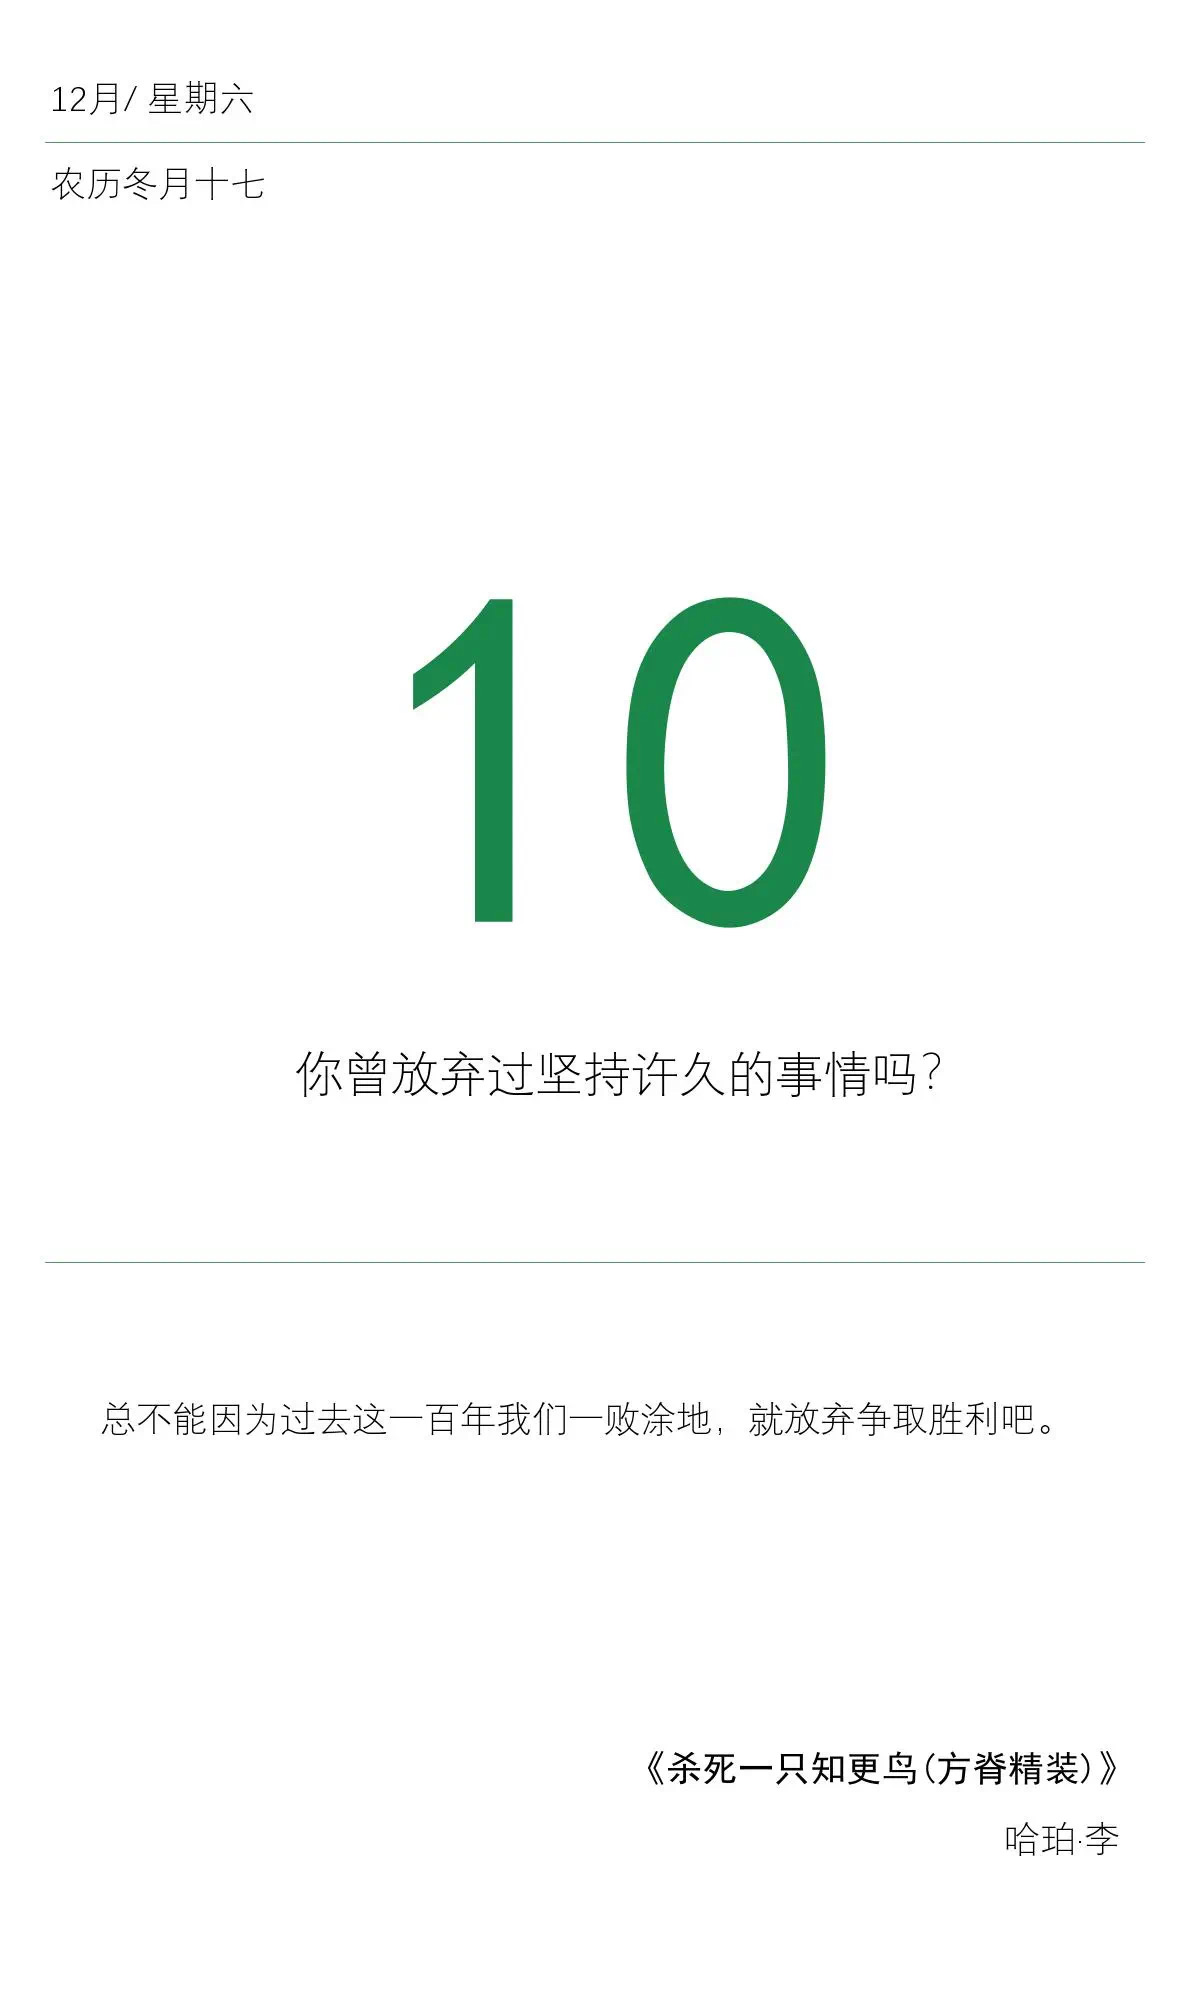 12月/ 星期六
农历冬月十七
10
你曾放弃过坚持许久的事情吗？
总不能因为过去这一百年我们一败涂地，就放弃争取胜利吧。
《杀死一只知更鸟(方脊精装)》
哈珀·李